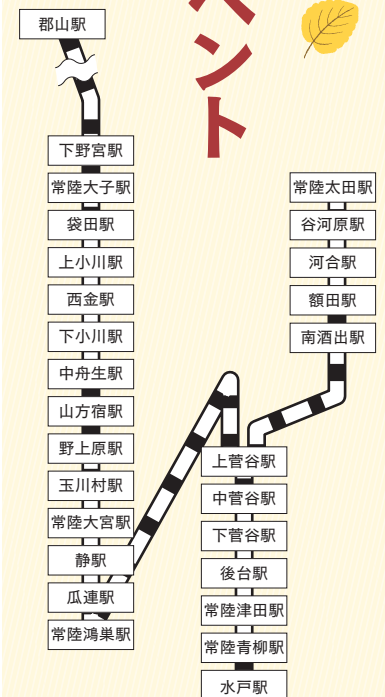 ベント
郡山駅
下野宮駅
常陸大子駅
袋田駅
上小川駅
西金駅
下小川駅
中舟生駅
山方宿駅
野上原駅
玉川村駅
常陸大宮駅
静駅
瓜連駅
常陸鴻巣駅
常陸太田駅
谷河原駅
河合駅
額田駅
南酒出駅
上菅谷駅
中菅谷駅
下菅谷駅
後台駅
常陸津田駅
常陸青柳駅
水戸駅